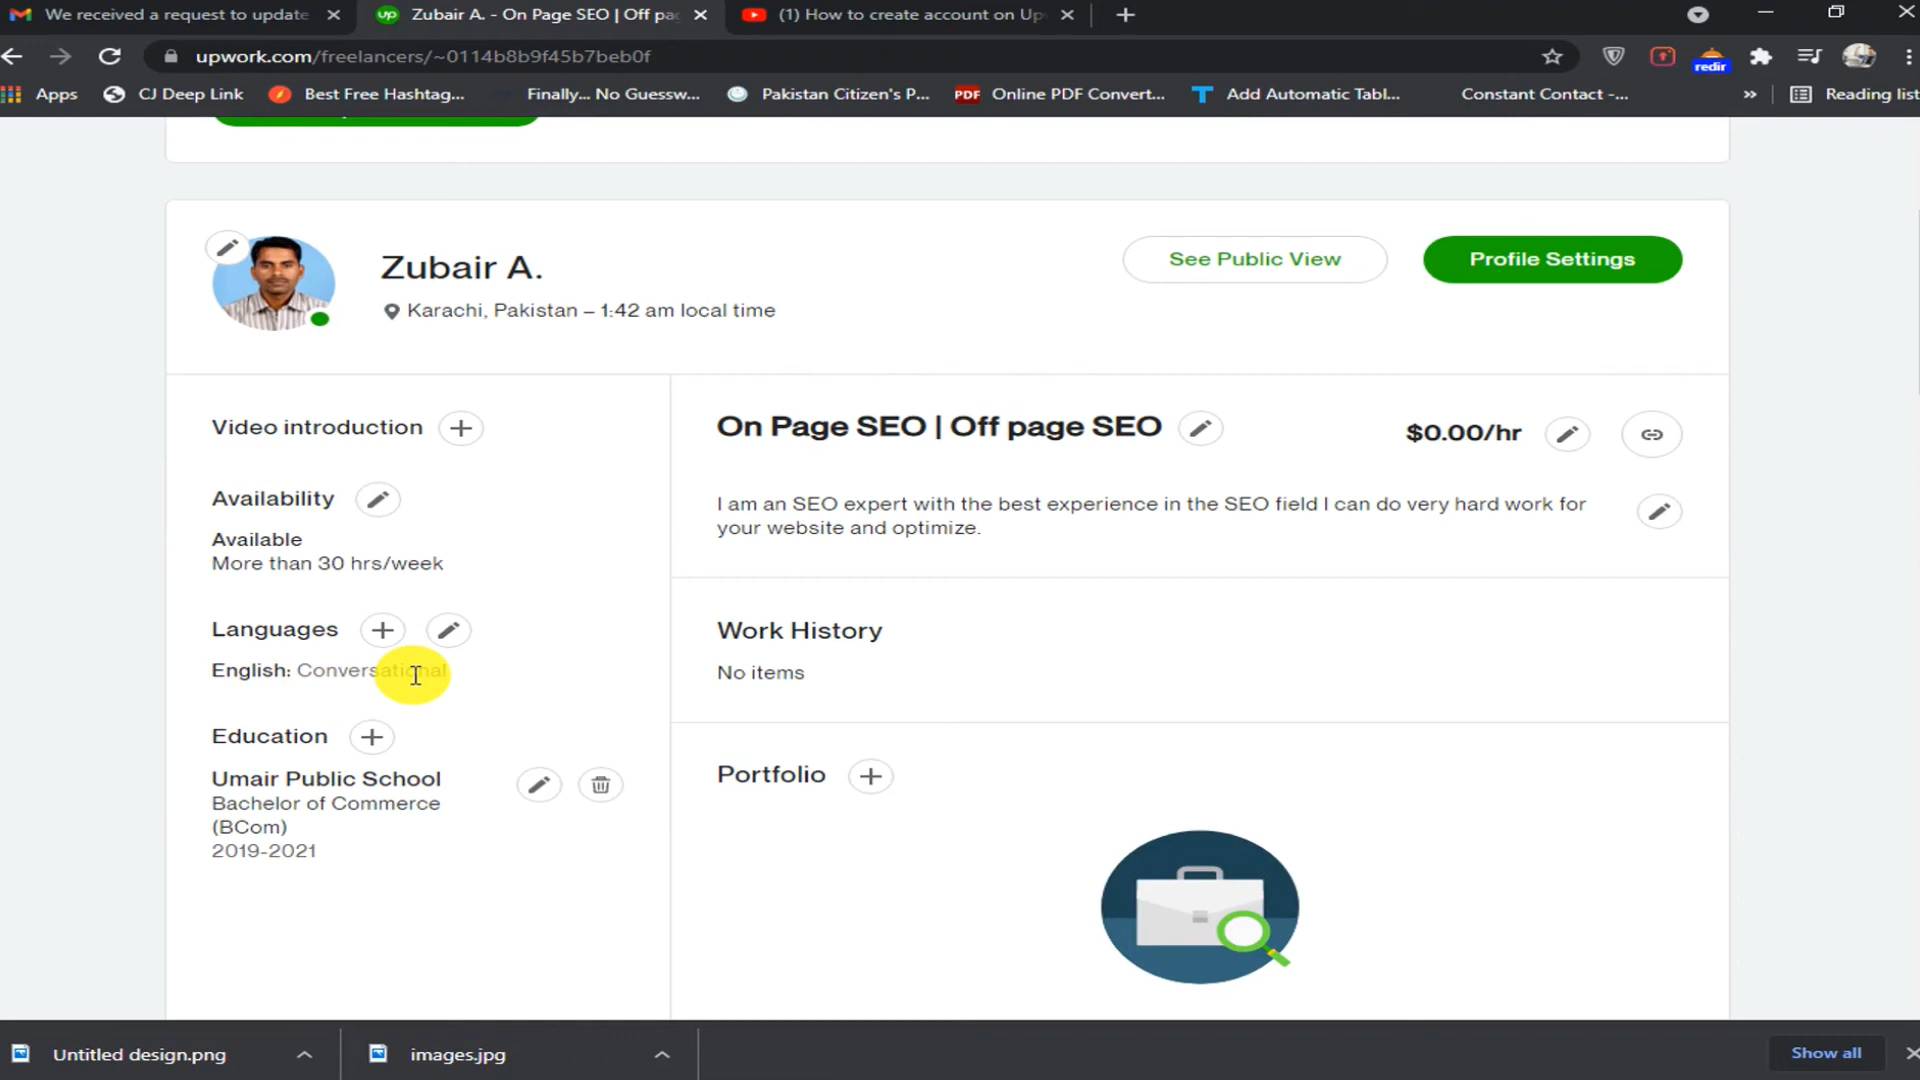 We received a request to update
Zubair A. - On Page SEO | Off pa
(1) How to create account on Up
upwork.com/freelancers/~0114b8b9f45b7beb0f
redir
Apps
CJ Deep Link
Best Free Hashtag...
Finally... No Guessw...
Pakistan Citizen's P...
PDF
Online PDF Convert...
Add Automatic Tabl...
Constant Contact -...
»
Reading list
Zubair A.
Karachi, Pakistan – 1:42 am local time
See Public View
Profile Settings
Video introduction
Availability
Available
More than 30 hrs/week
Languages
English: Conversational
Education
Umair Public School
Bachelor of Commerce
(BCom)
2019-2021
On Page SEO | Off page SEO
$0.00/hr
I am an SEO expert with the best experience in the SEO field I can do very hard work for
your website and optimize.
Work History
No items
Portfolio
Untitled design.png
images.jpg
Show all